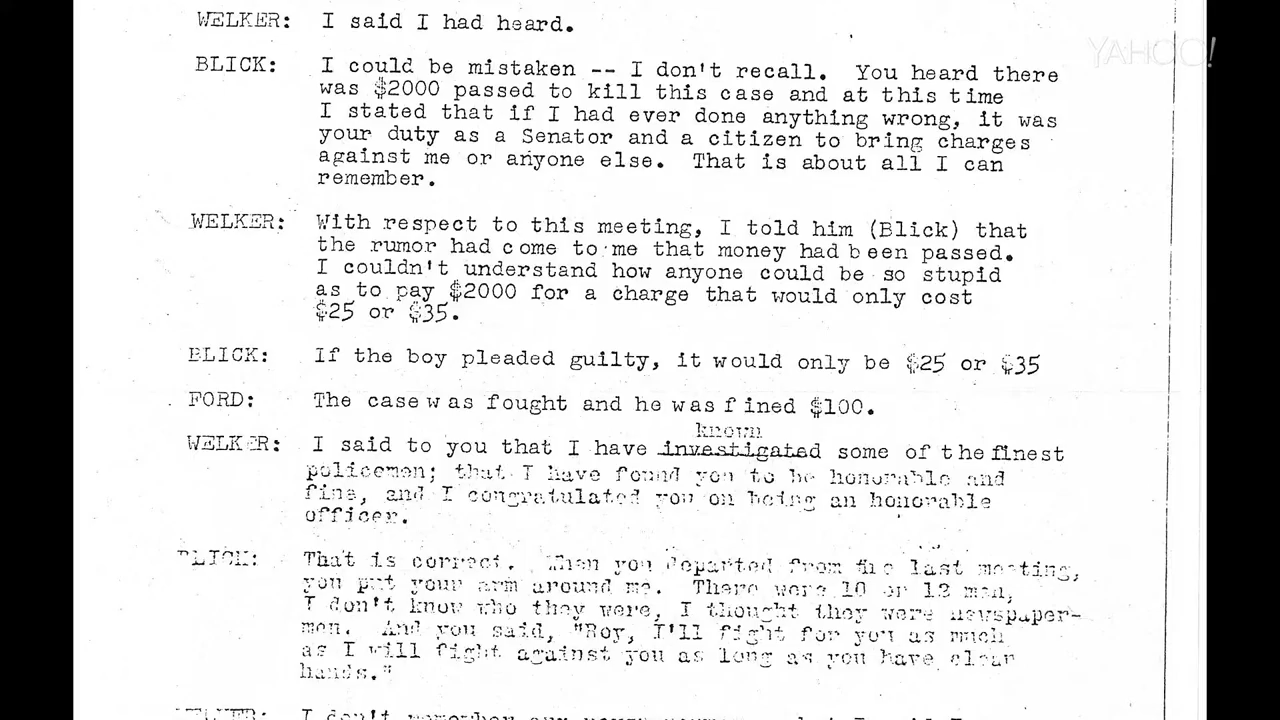 YAHOO!
WELKER: I said I had heard.
BLICK: I could be mistaken -- I don't recall. You heard there
was $2000 passed to kill this case and at this time
I stated that if I had ever done anything wrong, it was
your duty as a Senator and a citizen to bring charges
against me or anyone else. That is about all I can
remember.
WELKER: With respect to this meeting, I told him (Blick) that
the rumor had come to me that money had been passed.
I couldn't understand how anyone could be so stupid
as to pay $2000 for a charge that would only cost
$25 or $35.
BLICK: If the boy pleaded guilty, it would only be $25 or $35
FORD: The case was fought and he was fined $100.
known
WELKER: I said to you that I have investigated some of the finest
policemen; that I have found you to be honorable and
fine, and I congratulated you on being an honorable
officer.
BLICK: That is correct. When you departed from the last meeting,
you put your arm around me. There were 10 or 12 men,
I don't know who they were, I thought they were newspaper-
men. And you said, "Roy, I'll fight for you as much
as I will fight against you as long as you have clean
hands."
WELKER: I don't remember any